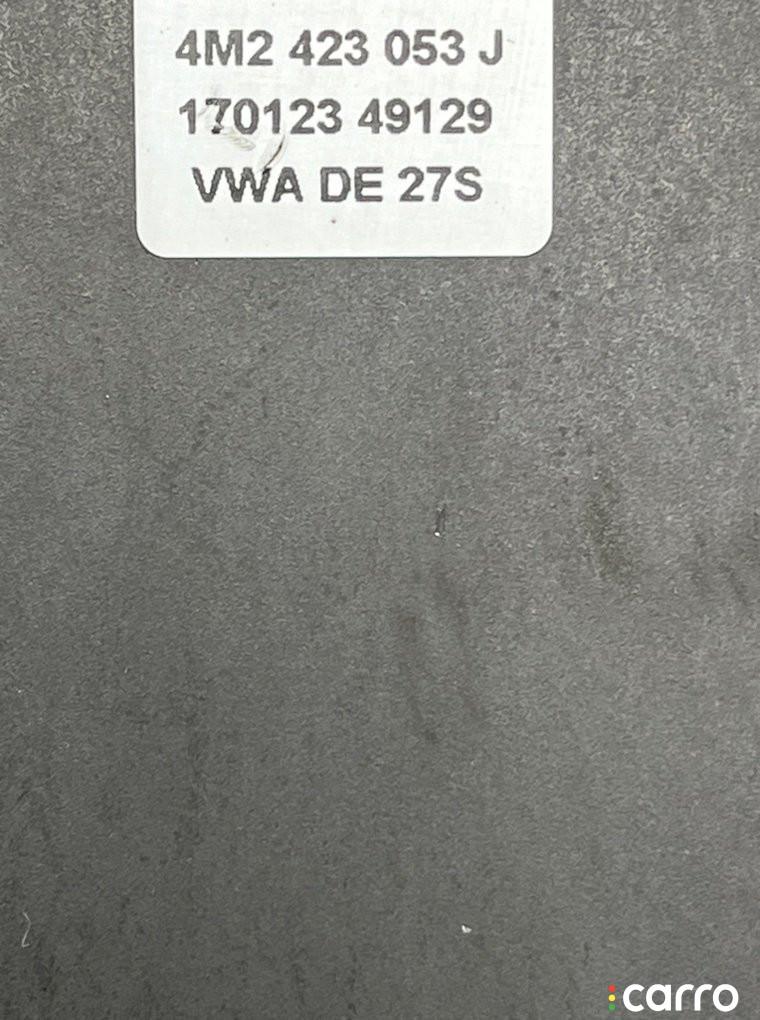 4M2 423 053 J
170123 49129
VWA DE 27S
carro